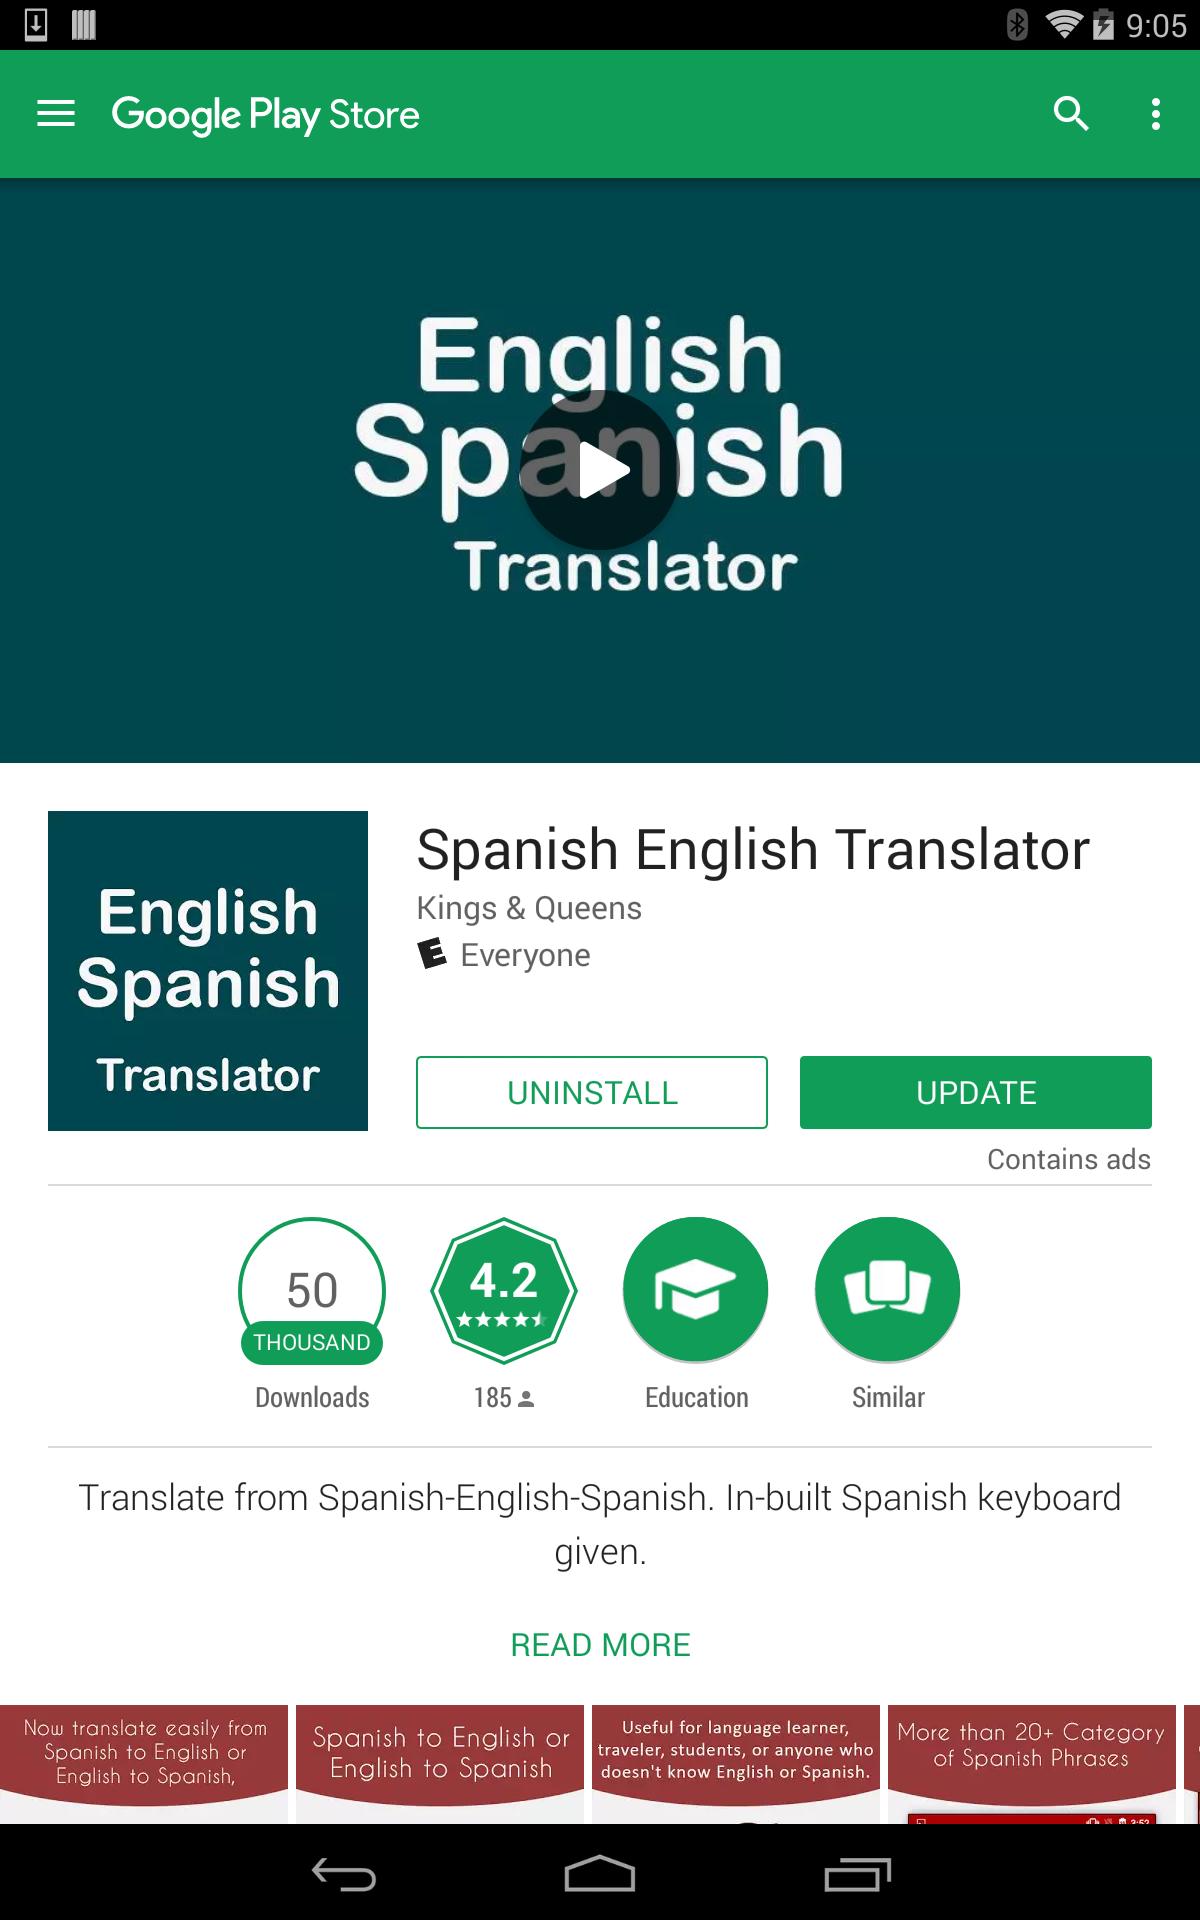 9:05
Google Play Store
English
Spanish
Translator
Spanish English Translator
Kings & Queens
E Everyone
English
Spanish
Translator
UNINSTALL
UPDATE
Contains ads
50
THOUSAND
4.2
Downloads
185
Education
Similar
Translate from Spanish-English-Spanish. In-built Spanish keyboard
given.
READ MORE
Now translate easily from
Spanish to English or
English to Spanish,
Spanish to English or
English to Spanish
Useful for language learner,
traveler, students, or anyone who
doesn't know English or Spanish.
More than 20+ Category
of Spanish Phrases
3:52